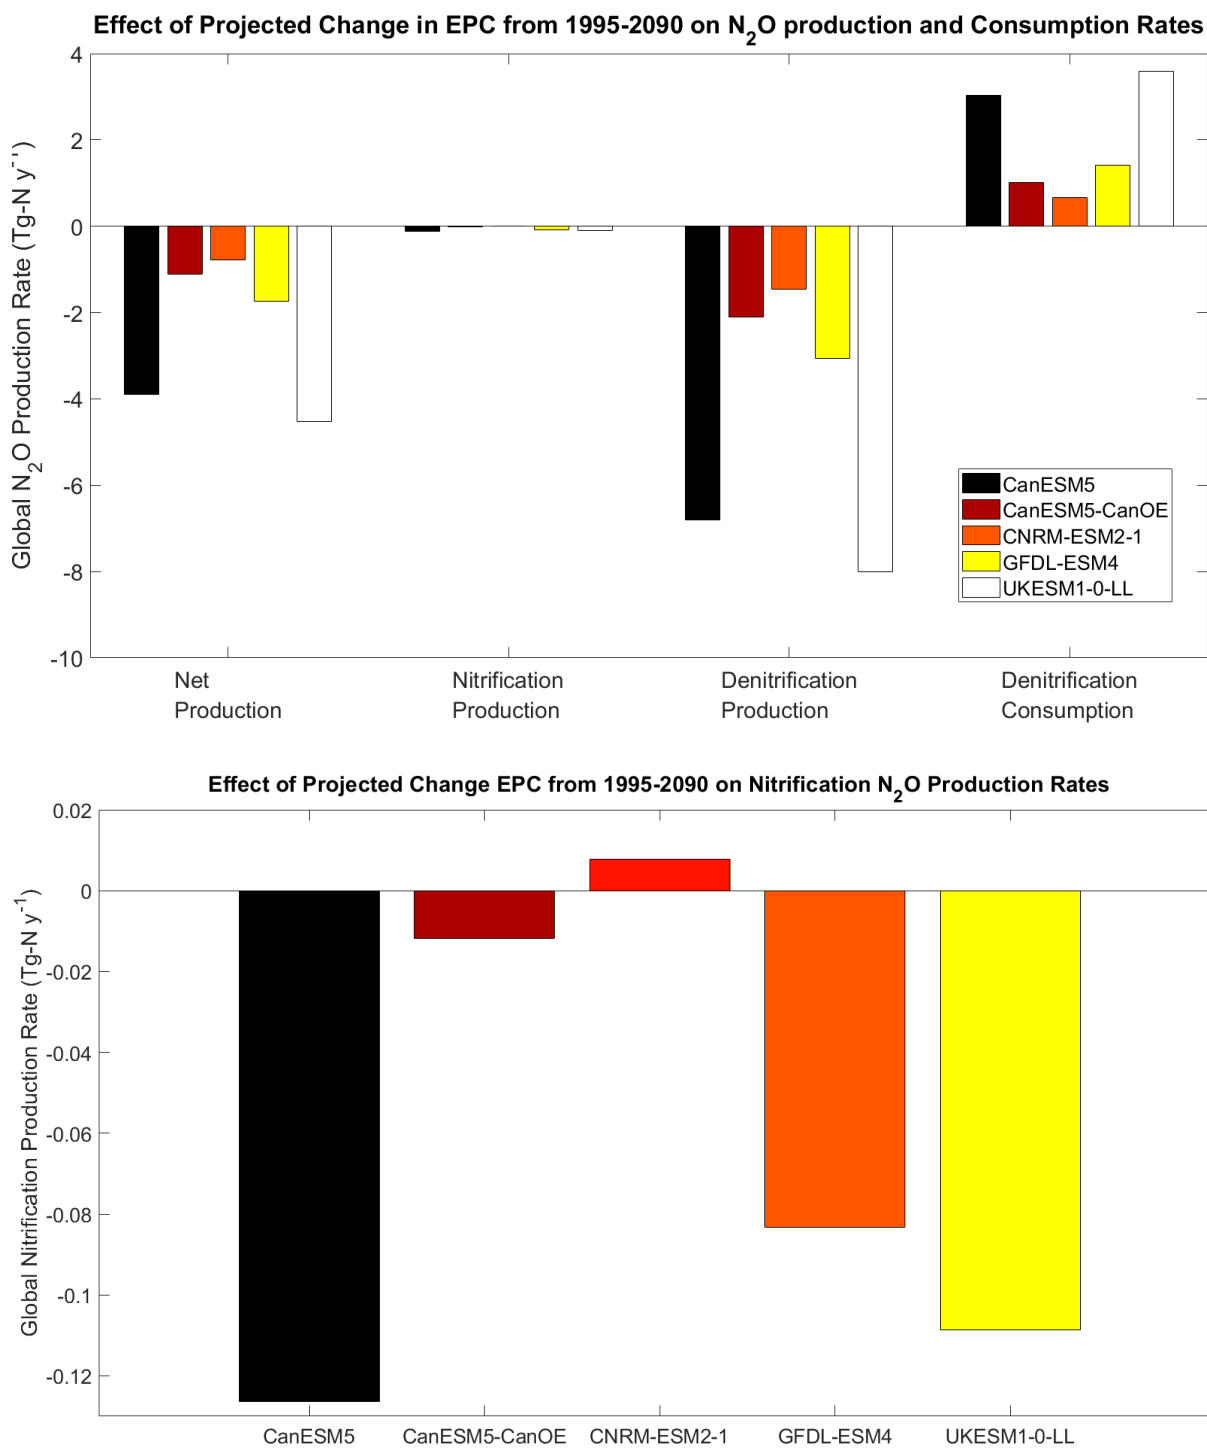 Effect of Projected Change in EPC from 1995-2090 on N2O production and Consumption Rates
Global N2O Production Rate (Tg-N y-1)
4
2
0
-2
-4
-6
-8
-10
CanESM5
CanESM5-CanOE
CNRM-ESM2-1
GFDL-ESM4
UKESM1-0-LL
Net
Production
Nitrification
Production
Denitrification
Production
Denitrification
Consumption
Effect of Projected Change EPC from 1995-2090 on Nitrification N2O Production Rates
Global Nitrification Production Rate (Tg-N y-1)
0.02
0
-0.02
-0.04
-0.06
-0.08
-0.1
-0.12
CanESM5
CanESM5-CanOE
CNRM-ESM2-1
GFDL-ESM4
UKESM1-0-LL